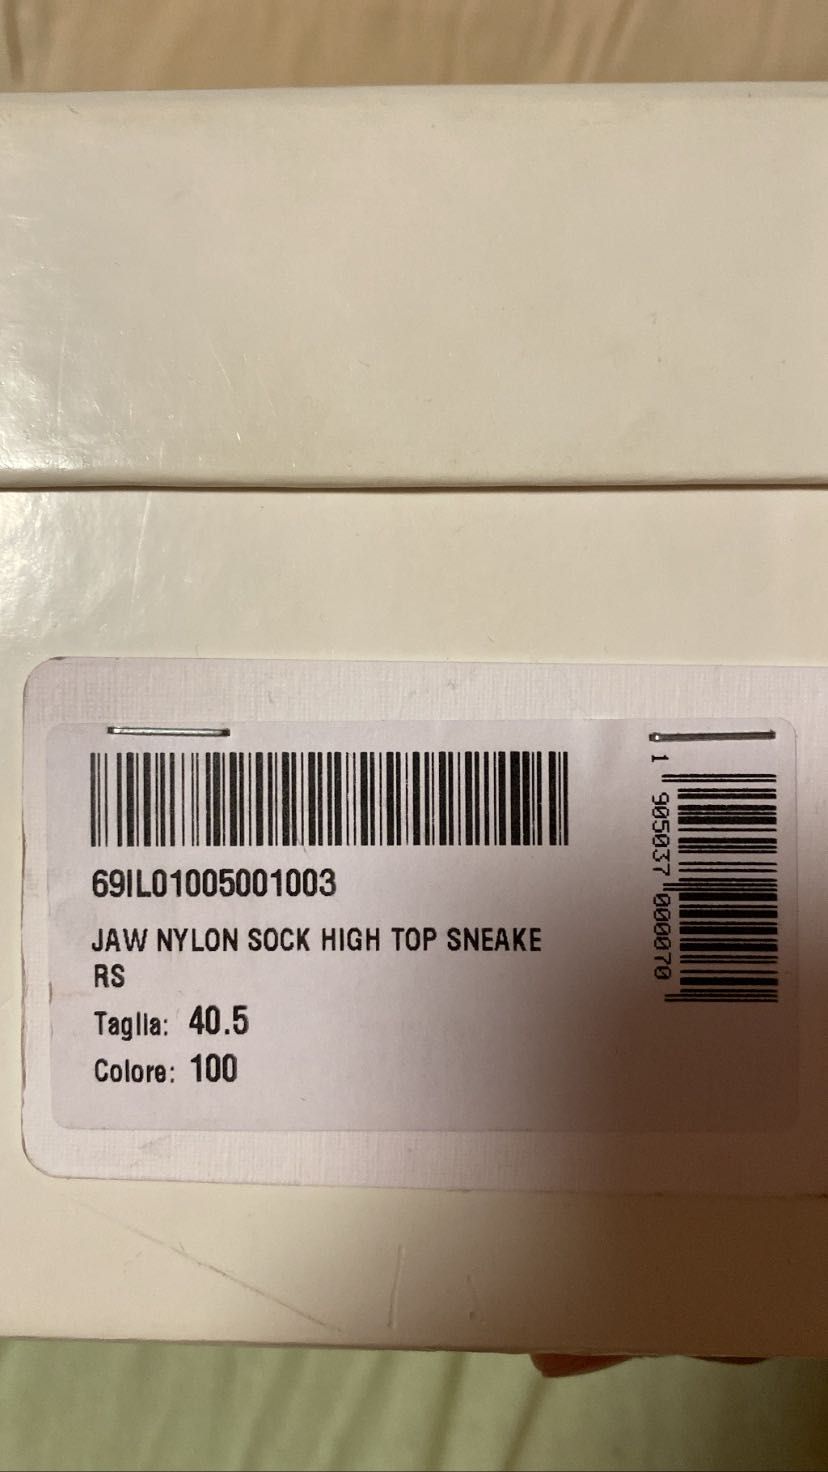 69IL01005001003
JAW NYLON SOCK HIGH TOP SNEAKE
RS
Taglia: 40.5
Colore: 100
1 905037 000070